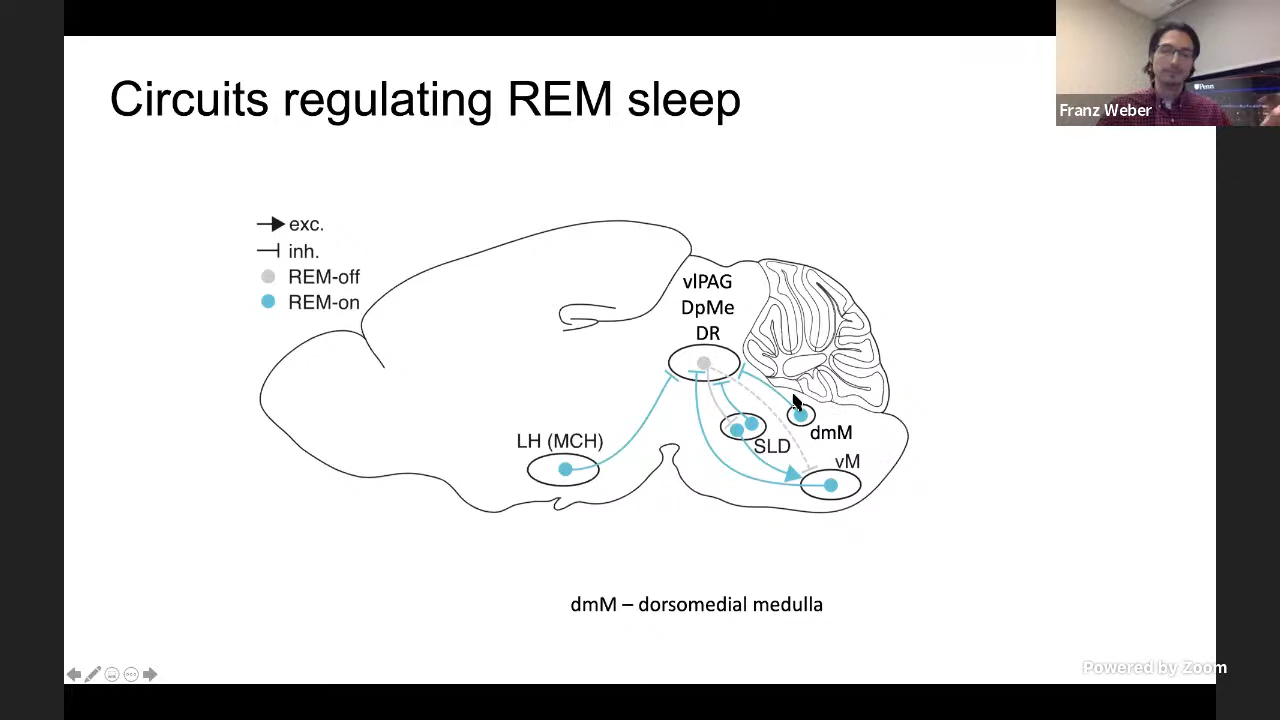 Circuits regulating REM sleep
Penn
Franz Weber
exc.
inh.
REM-off
REM-on
vlPAG
DpMe
DR
LH (MCH)
SLD
dmM
vM
dmM – dorsomedial medulla
Powered by Zoom